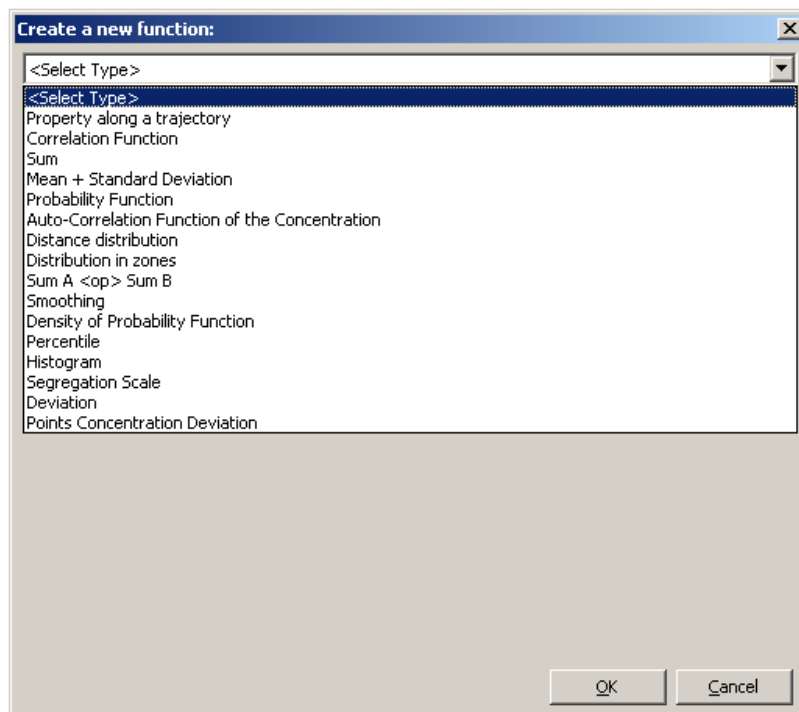 Create a new function:
<Select Type>
<Select Type>
Property along a trajectory
Correlation Function
Sum
Mean + Standard Deviation
Probability Function
Auto-Correlation Function of the Concentration
Distance distribution
Distribution in zones
Sum A <op> Sum B
Smoothing
Density of Probability Function
Percentile
Histogram
Segregation Scale
Deviation
Points Concentration Deviation
OK Cancel